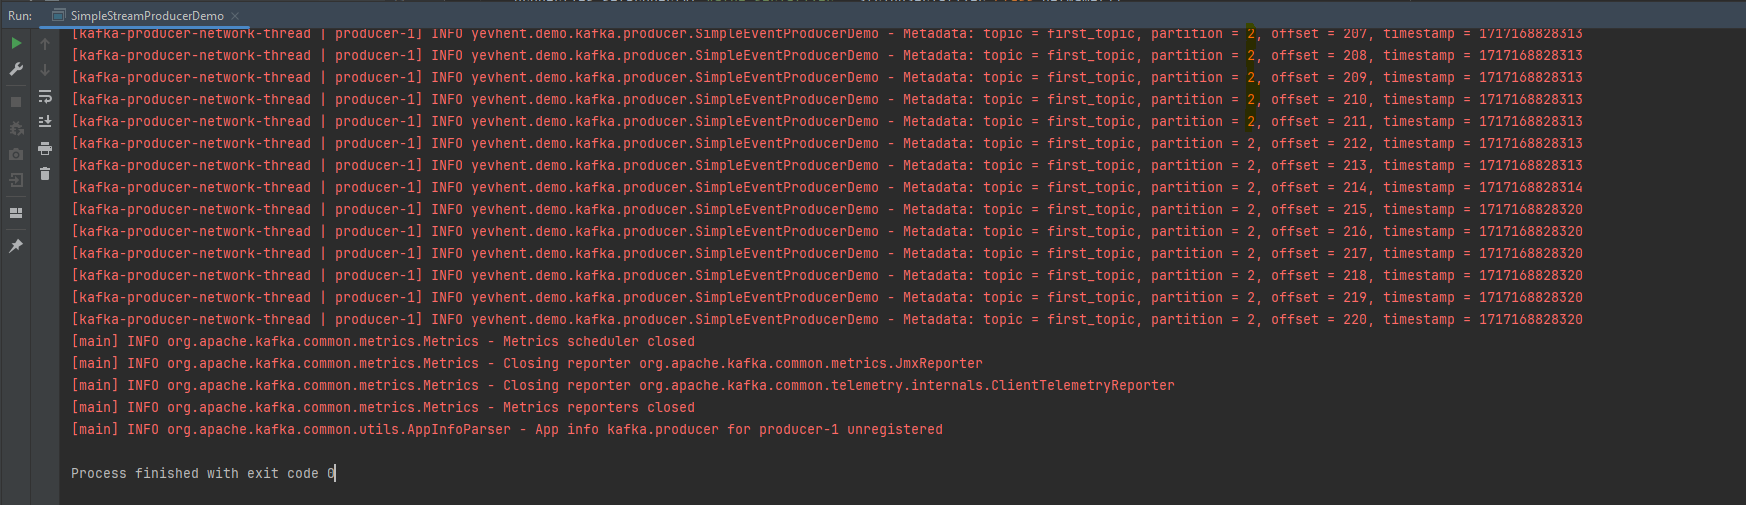 Run: SimpleStreamProducerDemo
[kafka-producer-network-thread | producer-1] INFO yevhent.demo.kafka.producer.SimpleEventProducerDemo - Metadata: topic = first_topic, partition = 2, offset = 207, timestamp = 1717168828313
[kafka-producer-network-thread | producer-1] INFO yevhent.demo.kafka.producer.SimpleEventProducerDemo - Metadata: topic = first_topic, partition = 2, offset = 208, timestamp = 1717168828313
[kafka-producer-network-thread | producer-1] INFO yevhent.demo.kafka.producer.SimpleEventProducerDemo - Metadata: topic = first_topic, partition = 2, offset = 209, timestamp = 1717168828313
[kafka-producer-network-thread | producer-1] INFO yevhent.demo.kafka.producer.SimpleEventProducerDemo - Metadata: topic = first_topic, partition = 2, offset = 210, timestamp = 1717168828313
[kafka-producer-network-thread | producer-1] INFO yevhent.demo.kafka.producer.SimpleEventProducerDemo - Metadata: topic = first_topic, partition = 2, offset = 211, timestamp = 1717168828313
[kafka-producer-network-thread | producer-1] INFO yevhent.demo.kafka.producer.SimpleEventProducerDemo - Metadata: topic = first_topic, partition = 2, offset = 212, timestamp = 1717168828313
[kafka-producer-network-thread | producer-1] INFO yevhent.demo.kafka.producer.SimpleEventProducerDemo - Metadata: topic = first_topic, partition = 2, offset = 213, timestamp = 1717168828313
[kafka-producer-network-thread | producer-1] INFO yevhent.demo.kafka.producer.SimpleEventProducerDemo - Metadata: topic = first_topic, partition = 2, offset = 214, timestamp = 1717168828314
[kafka-producer-network-thread | producer-1] INFO yevhent.demo.kafka.producer.SimpleEventProducerDemo - Metadata: topic = first_topic, partition = 2, offset = 215, timestamp = 1717168828320
[kafka-producer-network-thread | producer-1] INFO yevhent.demo.kafka.producer.SimpleEventProducerDemo - Metadata: topic = first_topic, partition = 2, offset = 216, timestamp = 1717168828320
[kafka-producer-network-thread | producer-1] INFO yevhent.demo.kafka.producer.SimpleEventProducerDemo - Metadata: topic = first_topic, partition = 2, offset = 217, timestamp = 1717168828320
[kafka-producer-network-thread | producer-1] INFO yevhent.demo.kafka.producer.SimpleEventProducerDemo - Metadata: topic = first_topic, partition = 2, offset = 218, timestamp = 1717168828320
[kafka-producer-network-thread | producer-1] INFO yevhent.demo.kafka.producer.SimpleEventProducerDemo - Metadata: topic = first_topic, partition = 2, offset = 219, timestamp = 1717168828320
[kafka-producer-network-thread | producer-1] INFO yevhent.demo.kafka.producer.SimpleEventProducerDemo - Metadata: topic = first_topic, partition = 2, offset = 220, timestamp = 1717168828320
[main] INFO org.apache.kafka.common.metrics.Metrics - Metrics scheduler closed
[main] INFO org.apache.kafka.common.metrics.Metrics - Closing reporter org.apache.kafka.common.metrics.JmxReporter
[main] INFO org.apache.kafka.common.metrics.Metrics - Closing reporter org.apache.kafka.common.telemetry.internals.ClientTelemetryReporter
[main] INFO org.apache.kafka.common.metrics.Metrics - Metrics reporters closed
[main] INFO org.apache.kafka.common.utils.AppInfoParser - App info kafka.producer for producer-1 unregistered
Process finished with exit code 0